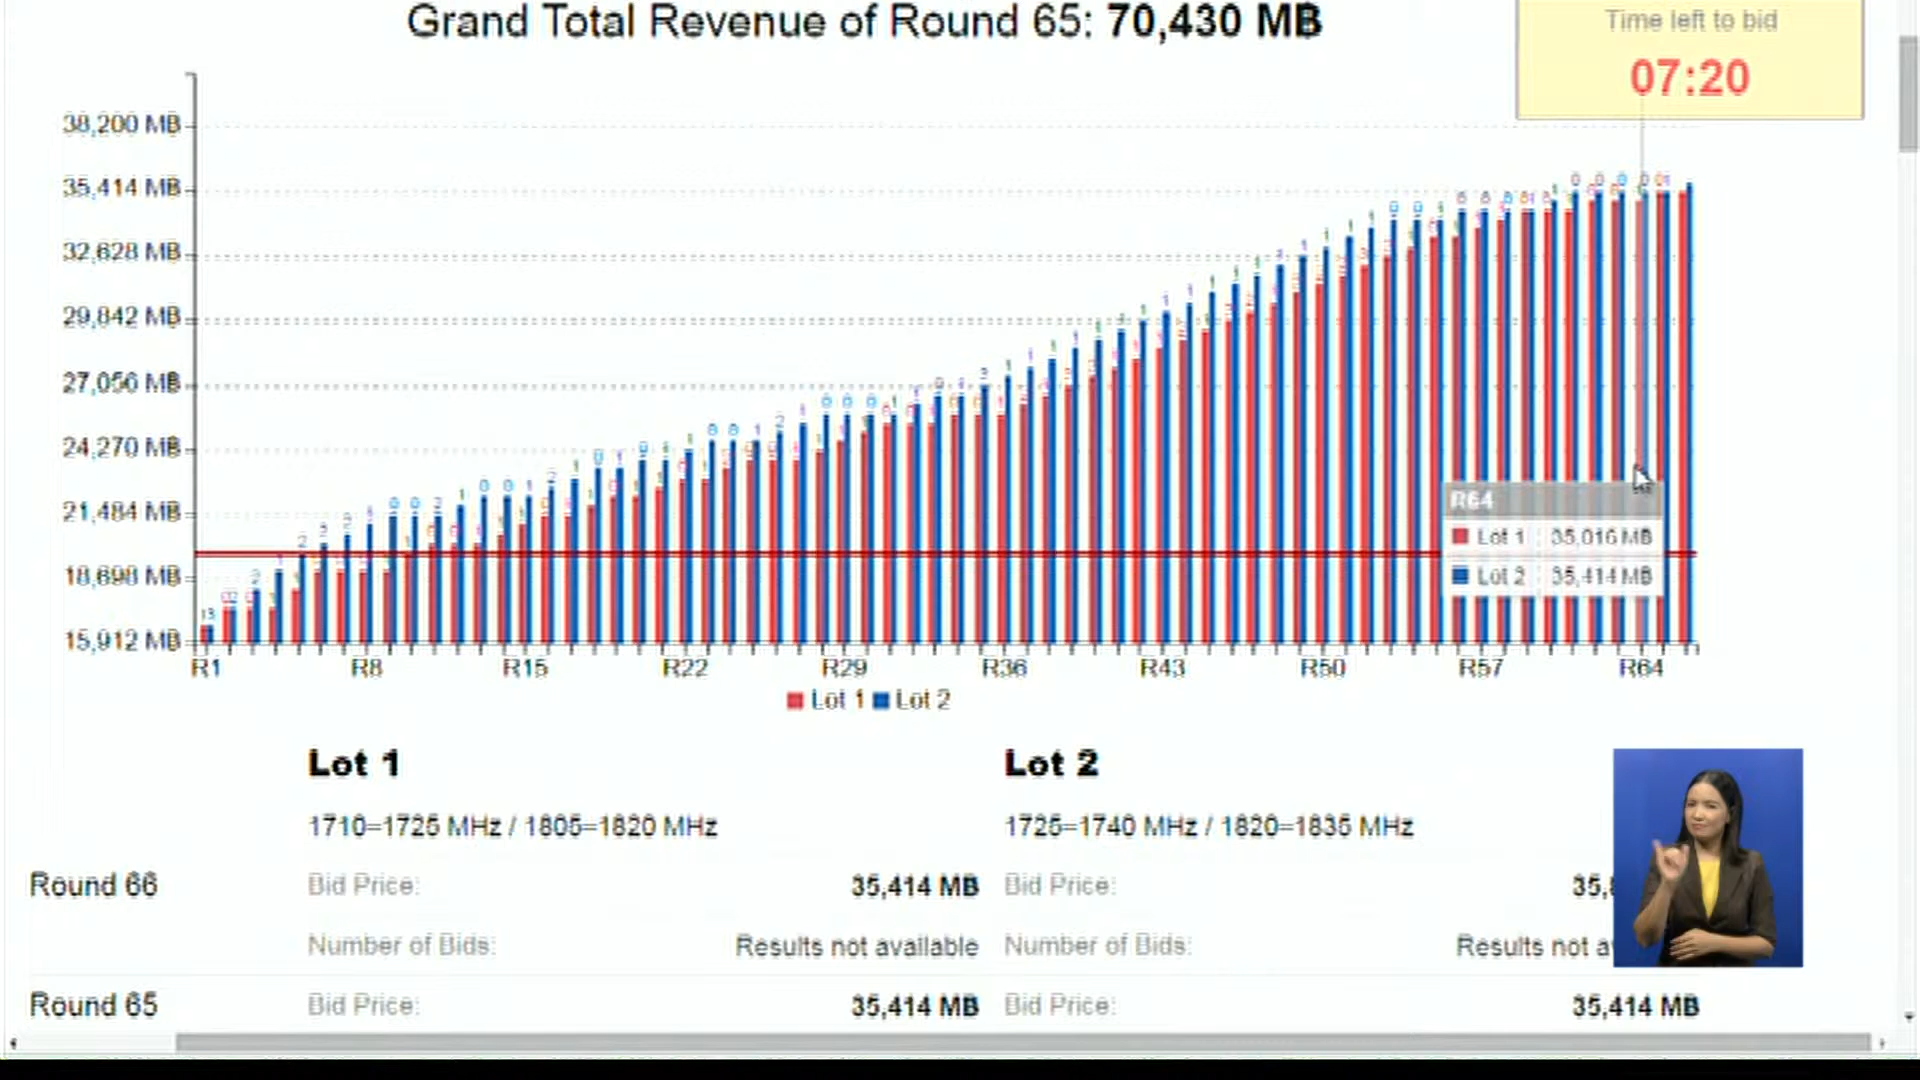 Grand Total Revenue of Round 65: 70,430 MB
Time left to bid
07:20
38,200 MB
35,414 MB
32,628 MB
29,842 MB
27,056 MB
24,270 MB
21,484 MB
18,698 MB
15,912 MB
R1 R8 R15 R22 R29 R36 R43 R50 R57 R64
R64
Lot 1 35,016 MB
Lot 2 35,414 MB
Lot 1 Lot 2
Lot 1 Lot 2
1710-1725 MHz / 1805-1820 MHz 1725-1740 MHz / 1820-1835 MHz
Round 66 Bid Price: 35,414 MB Bid Price:
Number of Bids: Results not available Number of Bids: Results not
Round 65 Bid Price: 35,414 MB Bid Price: 35,414 MB